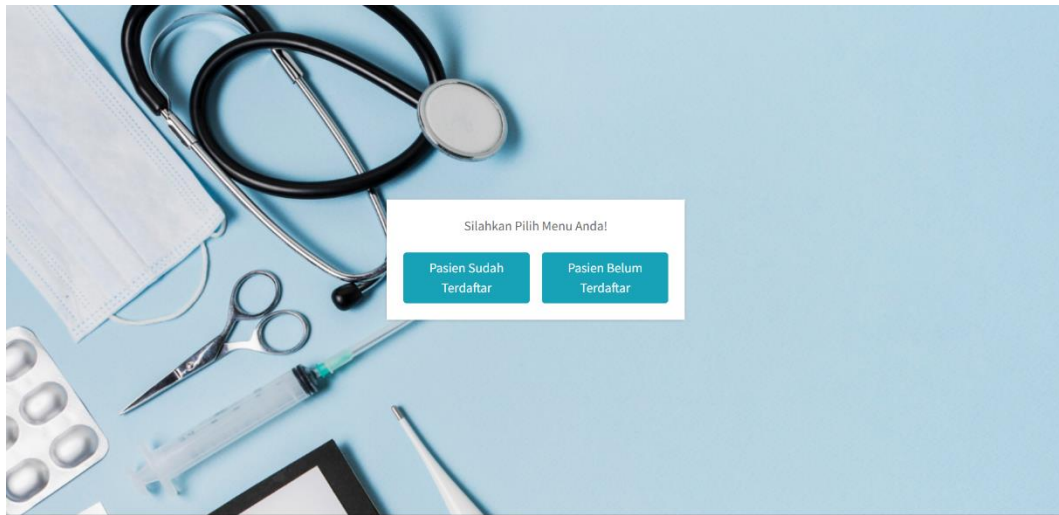 Silahkan Pilih Menu Anda!
Pasien Sudah
Terdaftar
Pasien Belum
Terdaftar